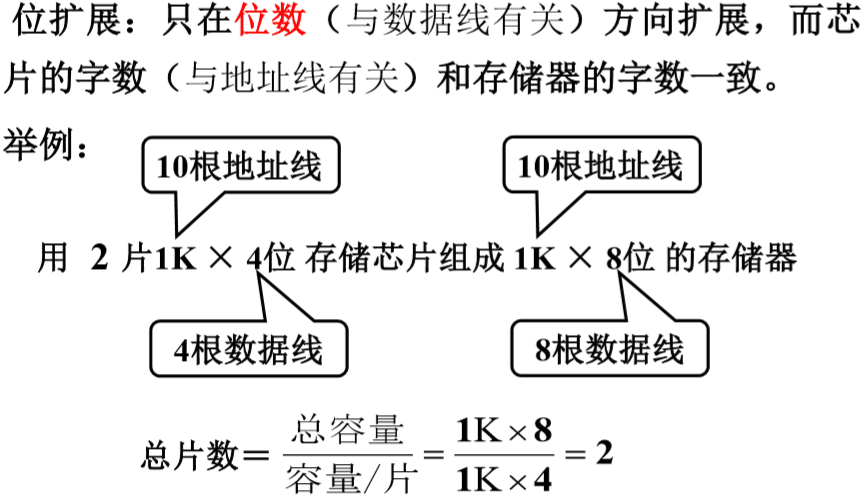 位扩展：只在位数（与数据线有关）方向扩展，而芯
片的字数（与地址线有关）和存储器的字数一致。
举例：
10根地址线 10根地址线
用 2 片1K × 4位 存储芯片组成 1K × 8位 的存储器
4根数据线 8根数据线
总片数＝ 总容量 / 容量/片 = 1K×8 / 1K×4 = 2